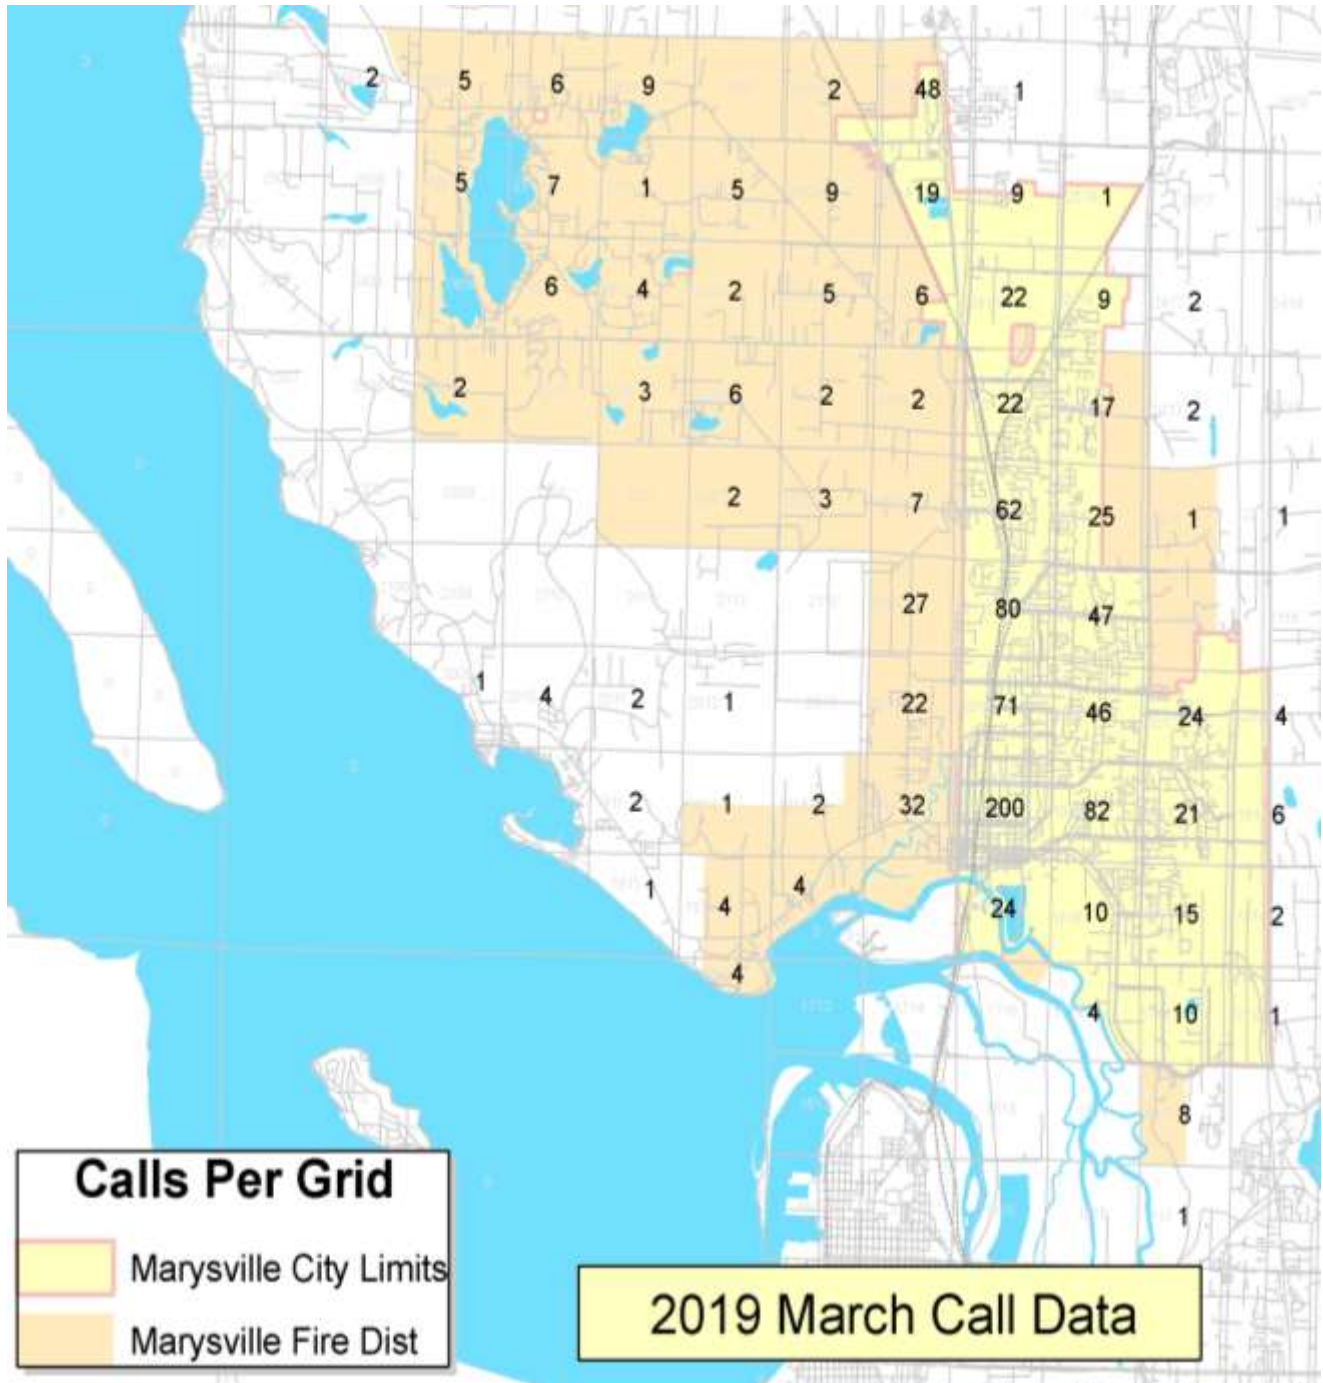 2 5 6 9 2 48 1
5 7 1 5 9 19 9 1
6 4 2 5 6 22 9 2
2 3 6 2 2 22 17 2
2 3 7 62 25 1 1
27 80 47
1 4 2 1 22 71 46 24 4
2 1 2 32 200 82 21 6
1 4 4 24 10 15 2
4 4 10 1
8
1
Calls Per Grid
Marysville City Limits
Marysville Fire Dist
2019 March Call Data